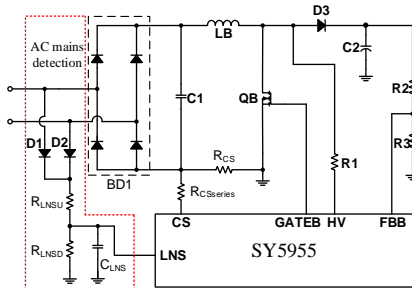 D3
LB
AC mains
detection
C2
C1
R2
QB
D1
D2
R3
RCS
BD1
R1
RCSseries
RLNSU
CS
GATEB
HV
FBB
LNS
SY5955
RLNSD
CLNS